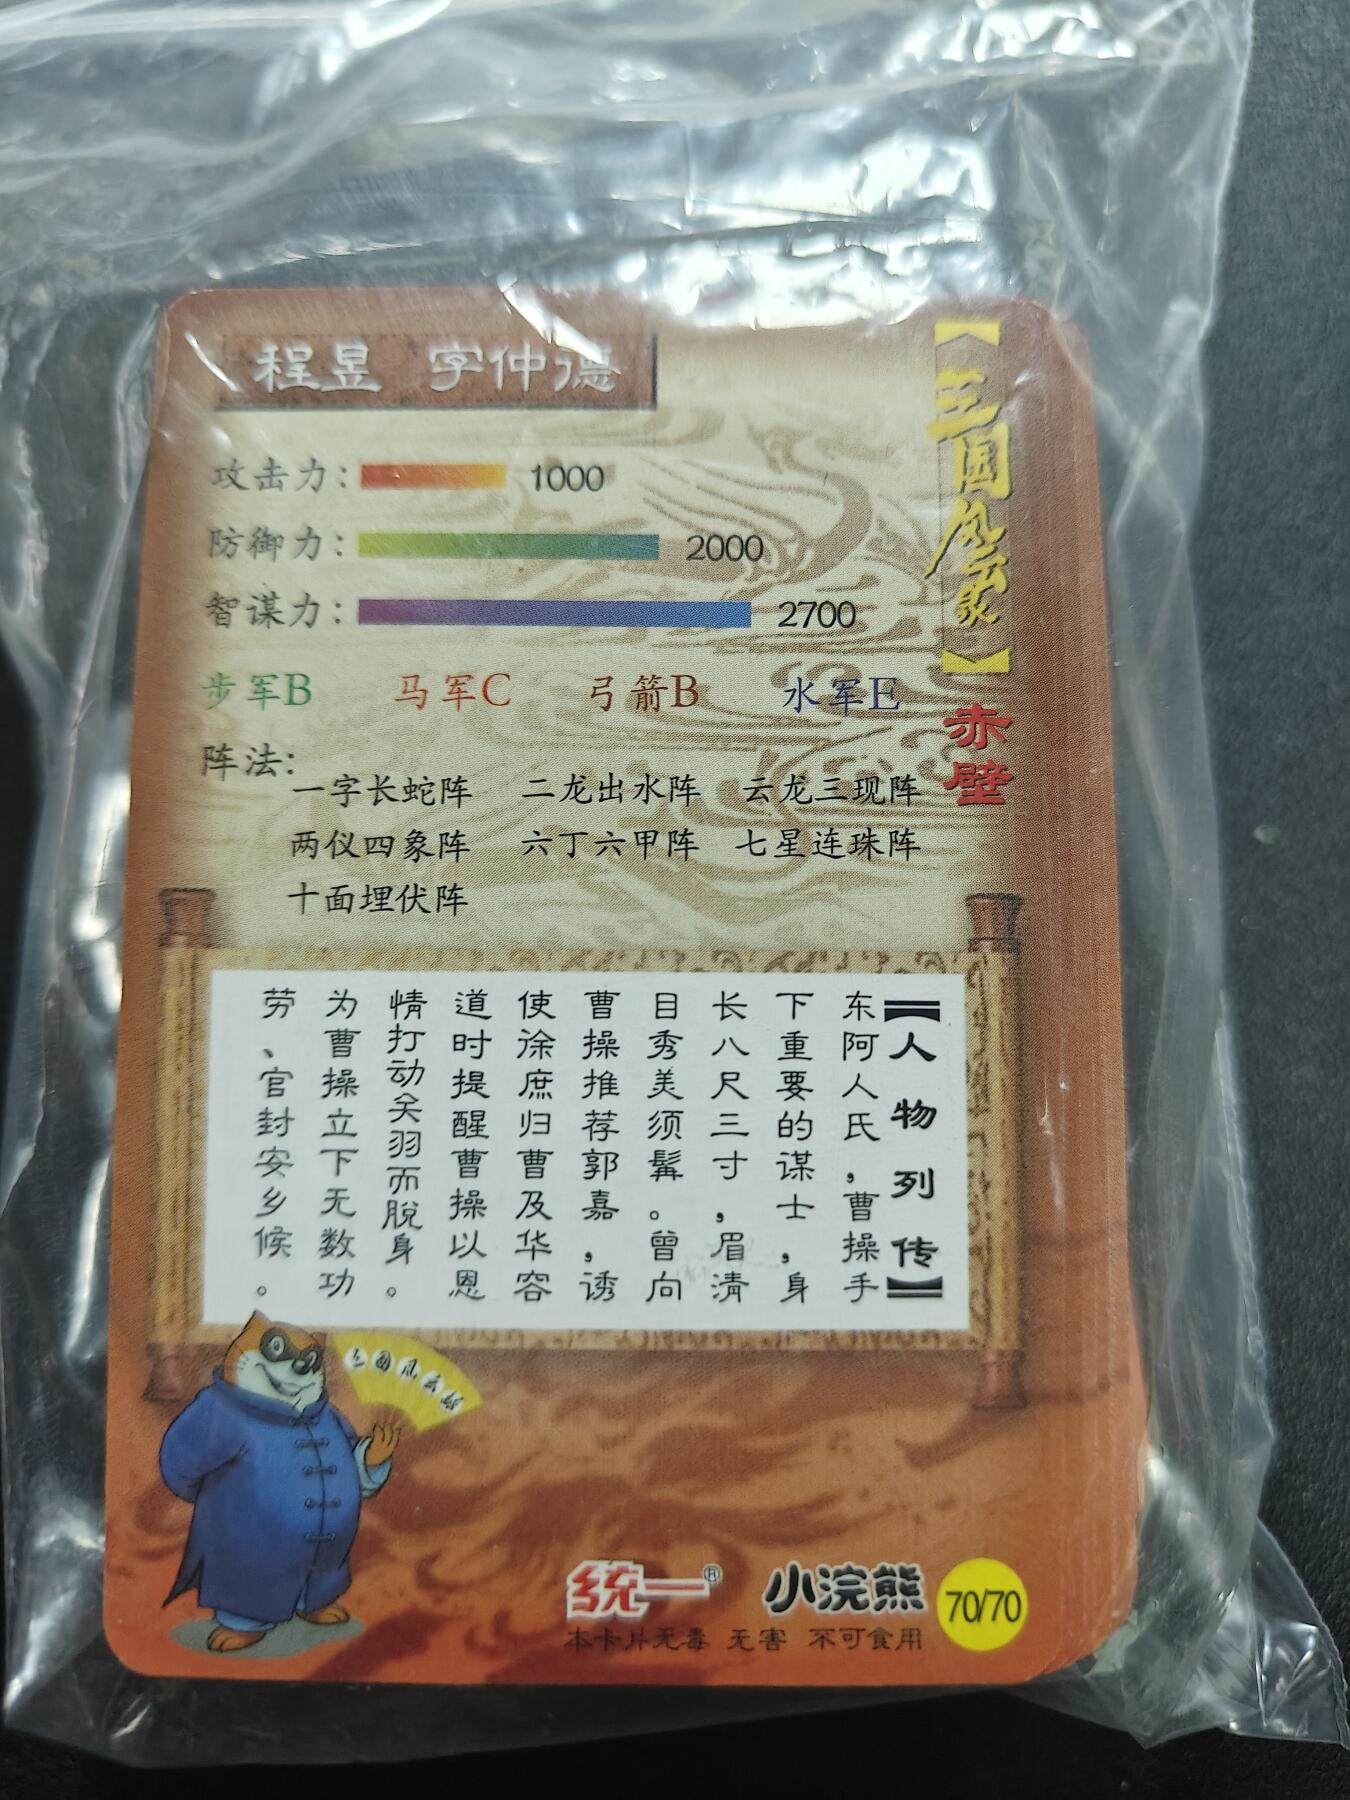 程昱 字仲德
攻击力：1000
防御力：2000
智谋力：2700
步军B 马军C 弓箭B 水军E
阵法：
一字长蛇阵 二龙出水阵 云龙三现阵
两仪四象阵 六丁六甲阵 七星连珠阵
十面埋伏阵
【三国风云录】赤壁
【人物列传】
东阿人氏，曹操手
下重要的谋士，身
长八尺三寸，眉清
目秀美须髯。曾向
曹操推荐郭嘉，诱
使徐庶归曹及华容
道时提醒曹操以恩
情打动关羽而脱身。
为曹操立下无数功
劳、官封安乡候。
三国风云录
统一® 小浣熊 70/70
本卡片无毒 无害 不可食用